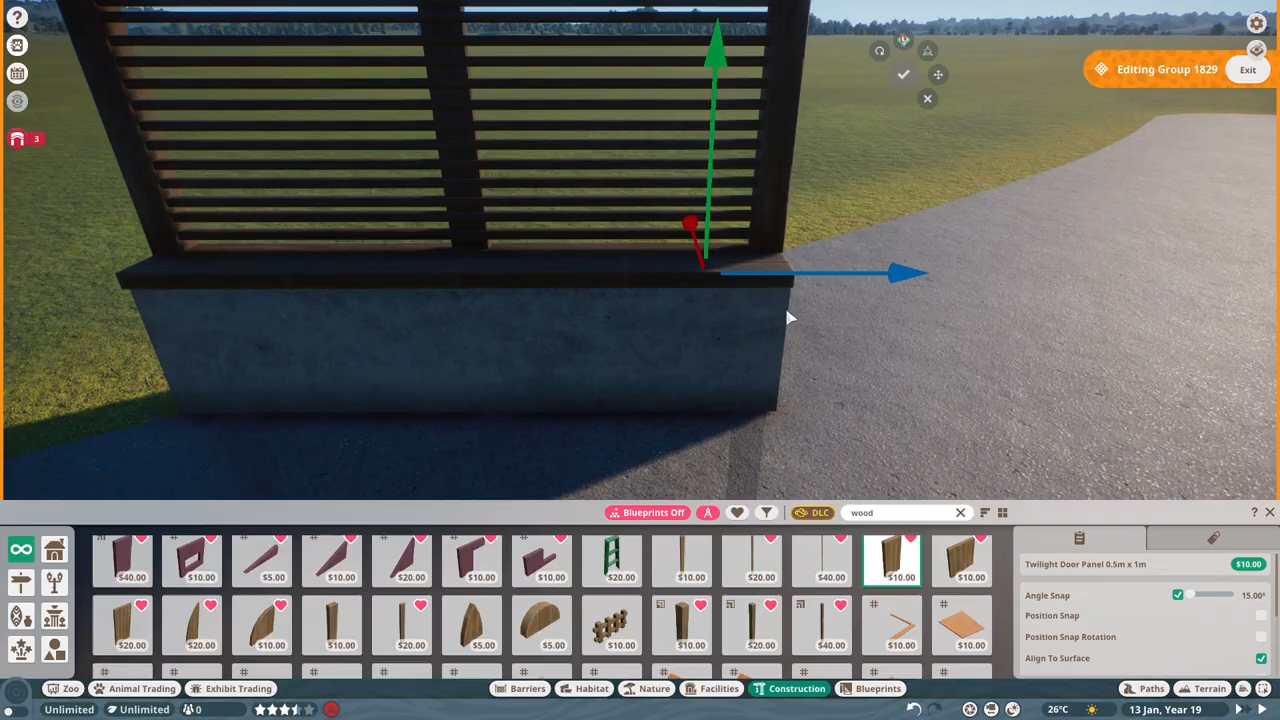 ?
Editing Group 1829
Exit
3
Blueprints Off
DLC
wood
?
$40.00
$10.00
$5.00
$10.00
$20.00
$10.00
$10.00
$20.00
$10.00
$20.00
$40.00
$10.00
$10.00
Twilight Door Panel 0.5m x 1m
$10.00
Angle Snap
15.00°
Position Snap
Position Snap Rotation
Align To Surface
$20.00
$20.00
$10.00
$10.00
$20.00
$5.00
$5.00
$10.00
$10.00
$20.00
$40.00
$10.00
$10.00
Zoo
Animal Trading
Exhibit Trading
Barriers
Habitat
Nature
Facilities
Construction
Blueprints
Paths
Terrain
Unlimited
Unlimited
0
26°C
13 Jan, Year 19